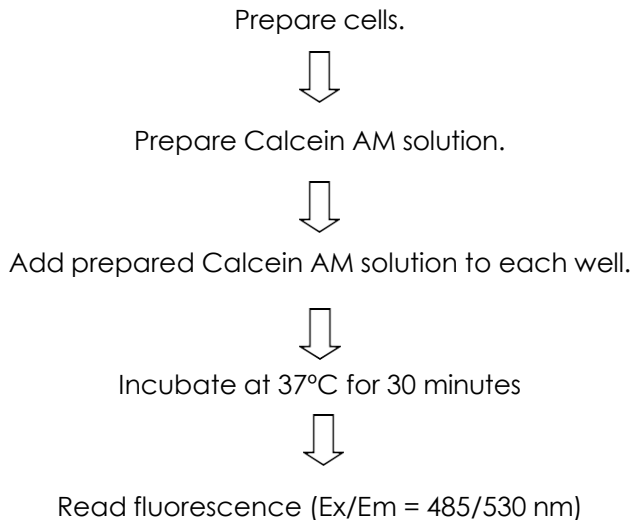 Prepare cells.
Prepare Calcein AM solution.
Add prepared Calcein AM solution to each well.
Incubate at 37ºC for 30 minutes
Read fluorescence (Ex/Em = 485/530 nm)